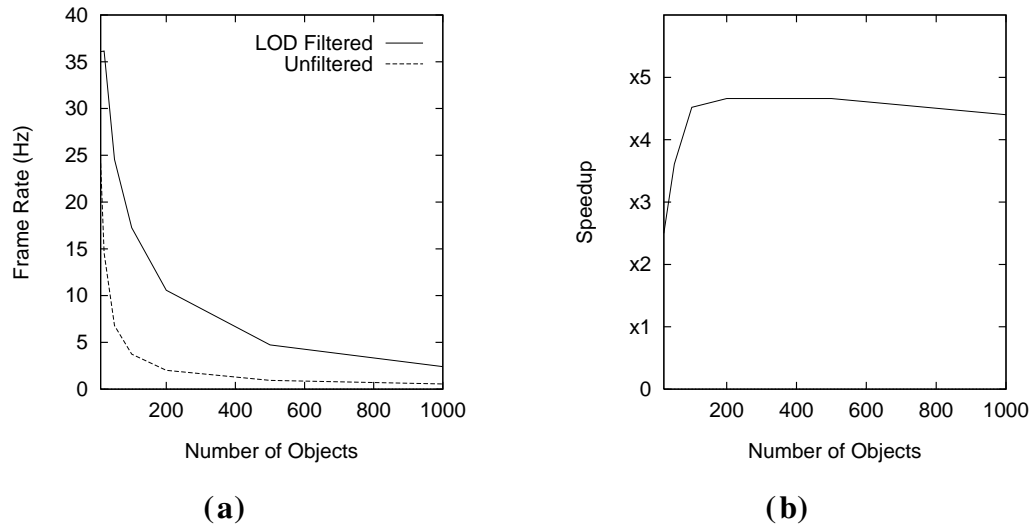 40
35
30
25
20
15
10
5
0
Frame Rate (Hz)
LOD Filtered
Unfiltered
200 400 600 800 1000
Number of Objects
(a)
x5
x4
x3
x2
x1
0
Speedup
200 400 600 800 1000
Number of Objects
(b)